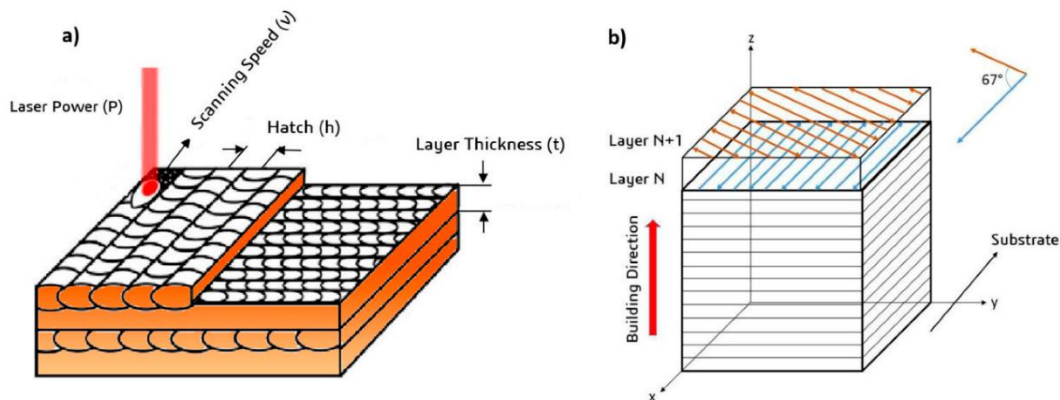 a)
Laser Power (P)
Scanning Speed (v)
Hatch (h)
Layer Thickness (t)
b)
z
67°
Layer N+1
Layer N
Building Direction
Substrate
y
x